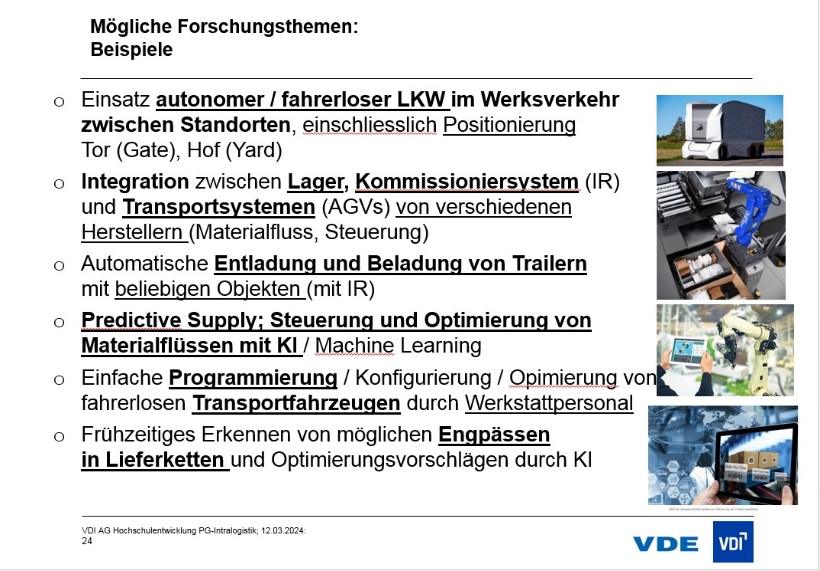 Mögliche Forschungsthemen:
Beispiele
o Einsatz autonomer / fahrerloser LKW im Werksverkehr
zwischen Standorten, einschliesslich Positionierung
Tor (Gate), Hof (Yard)
o Integration zwischen Lager, Kommissioniersystem (IR)
und Transportsystemen (AGVs) von verschiedenen
Herstellern (Materialfluss, Steuerung)
o Automatische Entladung und Beladung von Trailern
mit beliebigen Objekten (mit IR)
o Predictive Supply; Steuerung und Optimierung von
Materialflüssen mit KI / Machine Learning
o Einfache Programmierung / Konfigurierung / Opimierung von
fahrerlosen Transportfahrzeugen durch Werkstattpersonal
o Frühzeitiges Erkennen von möglichen Engpässen
in Lieferketten und Optimierungsvorschlägen durch KI
VDE
VDI AG Hochschulentwicklung PG-Intralogistik; 12.03.2024:
24
VDE VDI